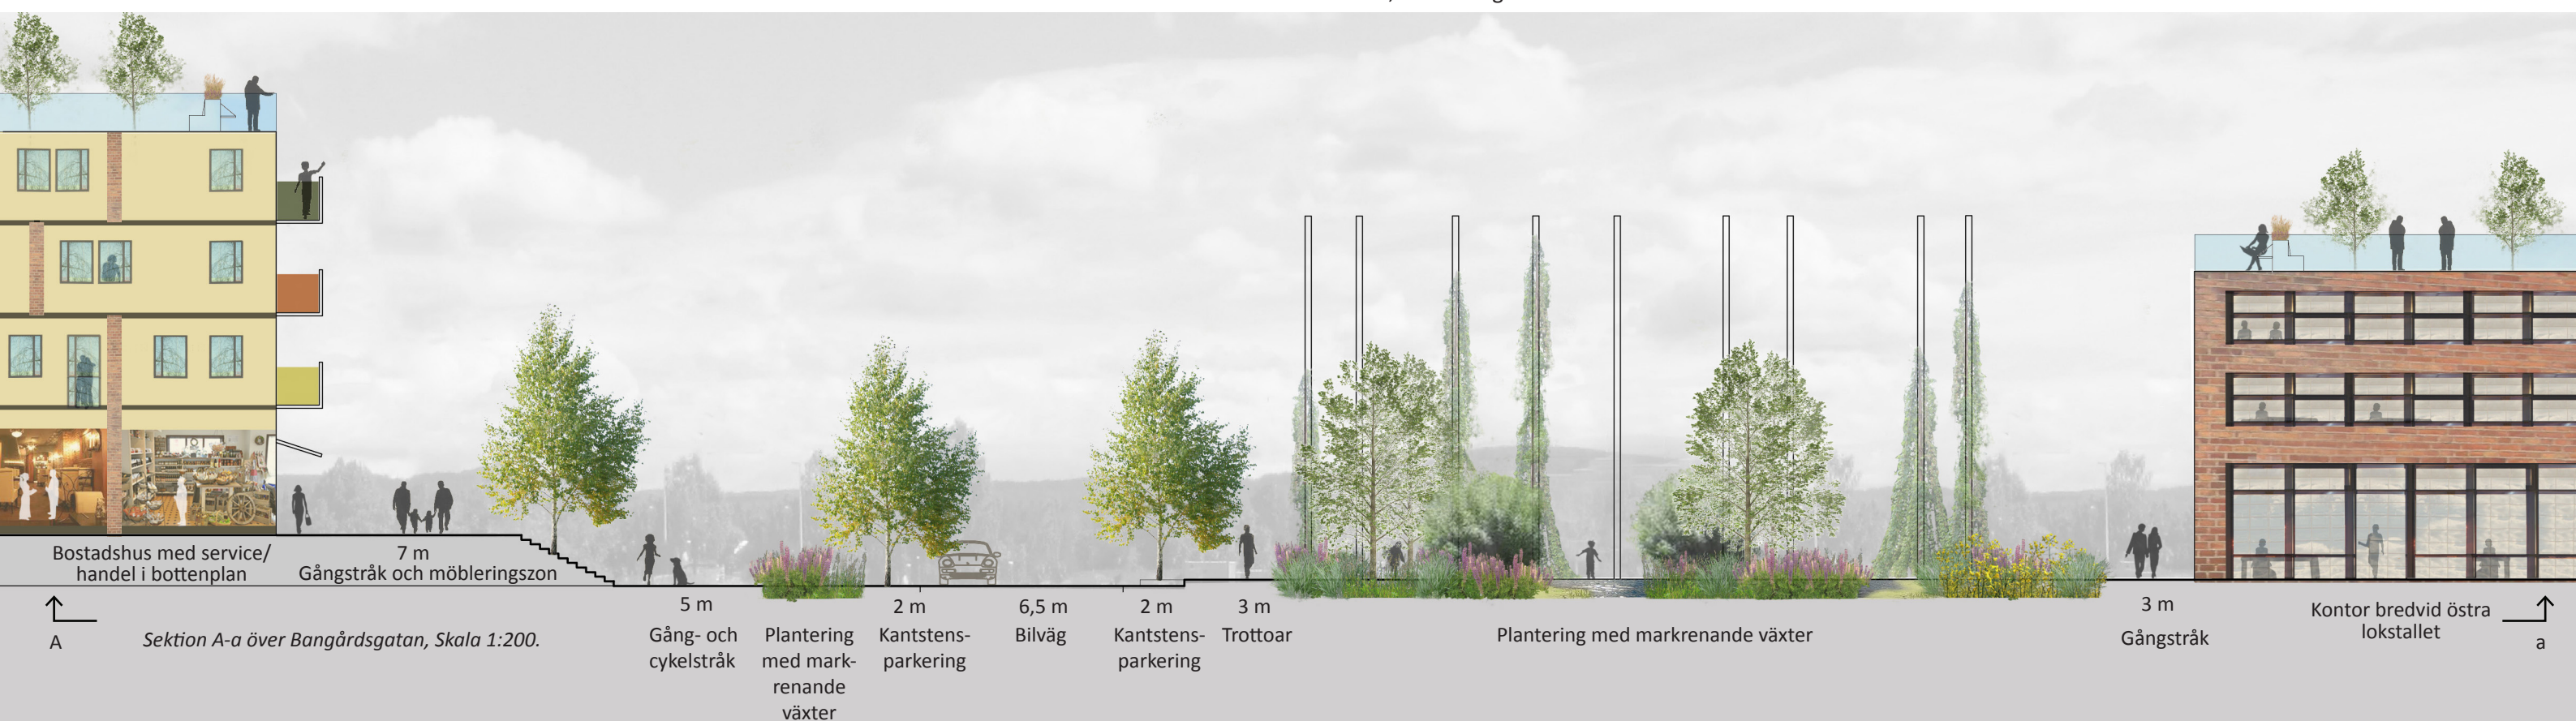 Bostadshus med service/
handel i bottenplan
7 m
Gångstråk och möbleringszon
A
Sektion A-a över Bangårdsgatan, Skala 1:200.
5 m
Gång- och
cykelstråk
Plantering
med mark-
renande
växter
2 m
Kantstens-
parkering
6,5 m
Bilväg
2 m
Kantstens-
parkering
3 m
Trottoar
Plantering med markrenande växter
3 m
Gångstråk
Kontor bredvid östra
lokstallet
a